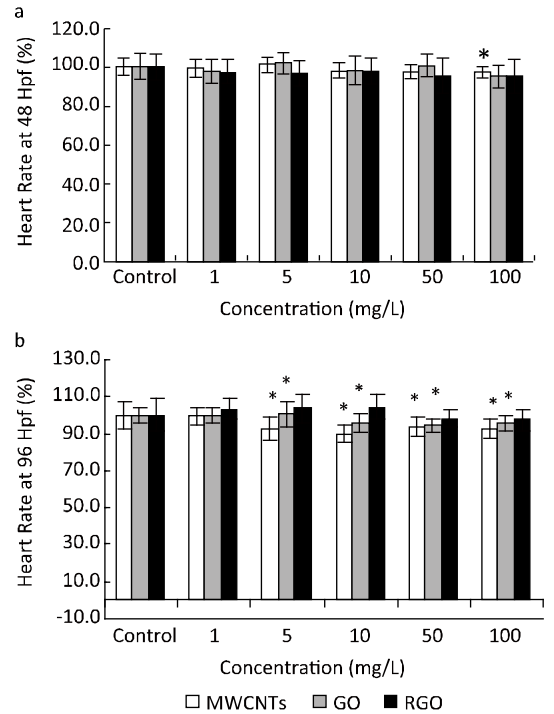 a
Heart Rate at 48 Hpf (%)
120.0
100.0
80.0
60.0
40.0
20.0
0.0
*
Control 1 5 10 50 100
Concentration (mg/L)
b
Heart Rate at 96 Hpf (%)
130.0
110.0
90.0
70.0
50.0
30.0
10.0
-10.0
* * * * * * * *
Control 1 5 10 50 100
Concentration (mg/L)
MWCNTs GO RGO